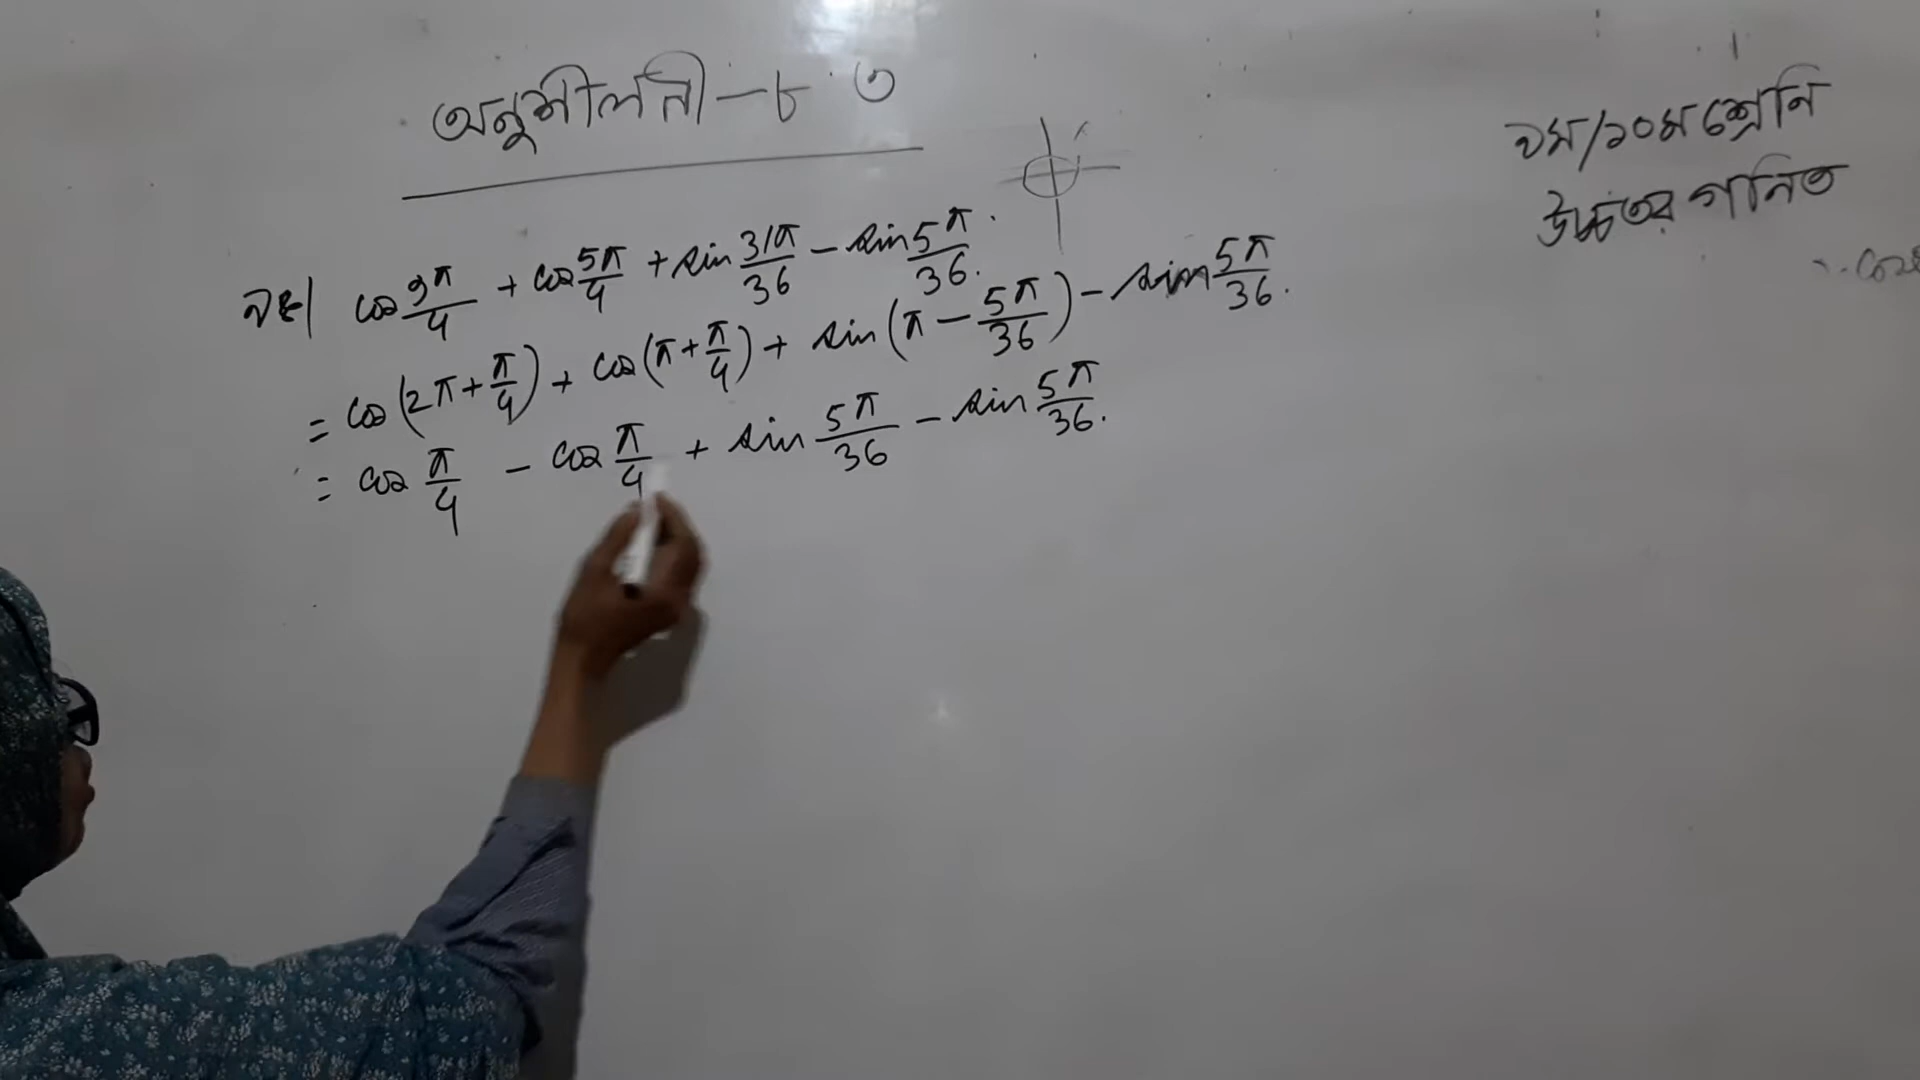 অনুশীলনী-৮ ৩
৯ম/১০ম শ্রেনি
উচ্চতর গনিত
cos 9π/4 + cos 5π/4 + sin 31π/36 - sin 5π/36.
= cos(2π + π/4) + cos(π + π/4) + sin(π - 5π/36) - sin 5π/36.
= cos π/4 - cos π/4 + sin 5π/36 - sin 5π/36.